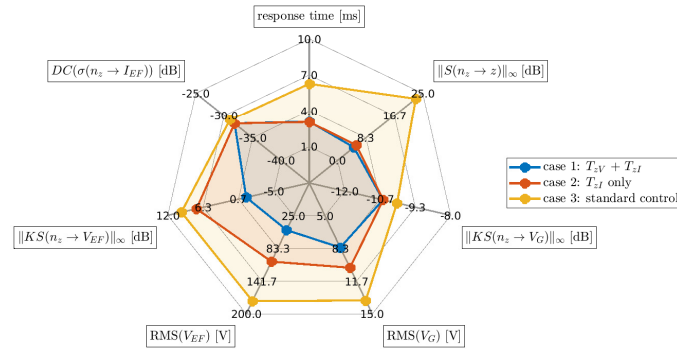 response time [ms]
10.0
DC(σ(n_z → I_EF)) [dB]
‖S(n_z → z)‖_∞ [dB]
7.0
-25.0
25.0
-30.0
4.0
16.7
-35.0
8.3
1.0
-40.0
0.0
case 1: T_zV + T_zI
case 2: T_zI only
case 3: standard control
-5.0
-12.0
0.7
-10.7
6.3
-9.3
12.0
-8.0
25.0
5.0
‖KS(n_z → V_EF)‖_∞ [dB]
‖KS(n_z → V_G)‖_∞ [dB]
83.3
8.3
141.7
11.7
200.0
15.0
RMS(V_EF) [V]
RMS(V_G) [V]